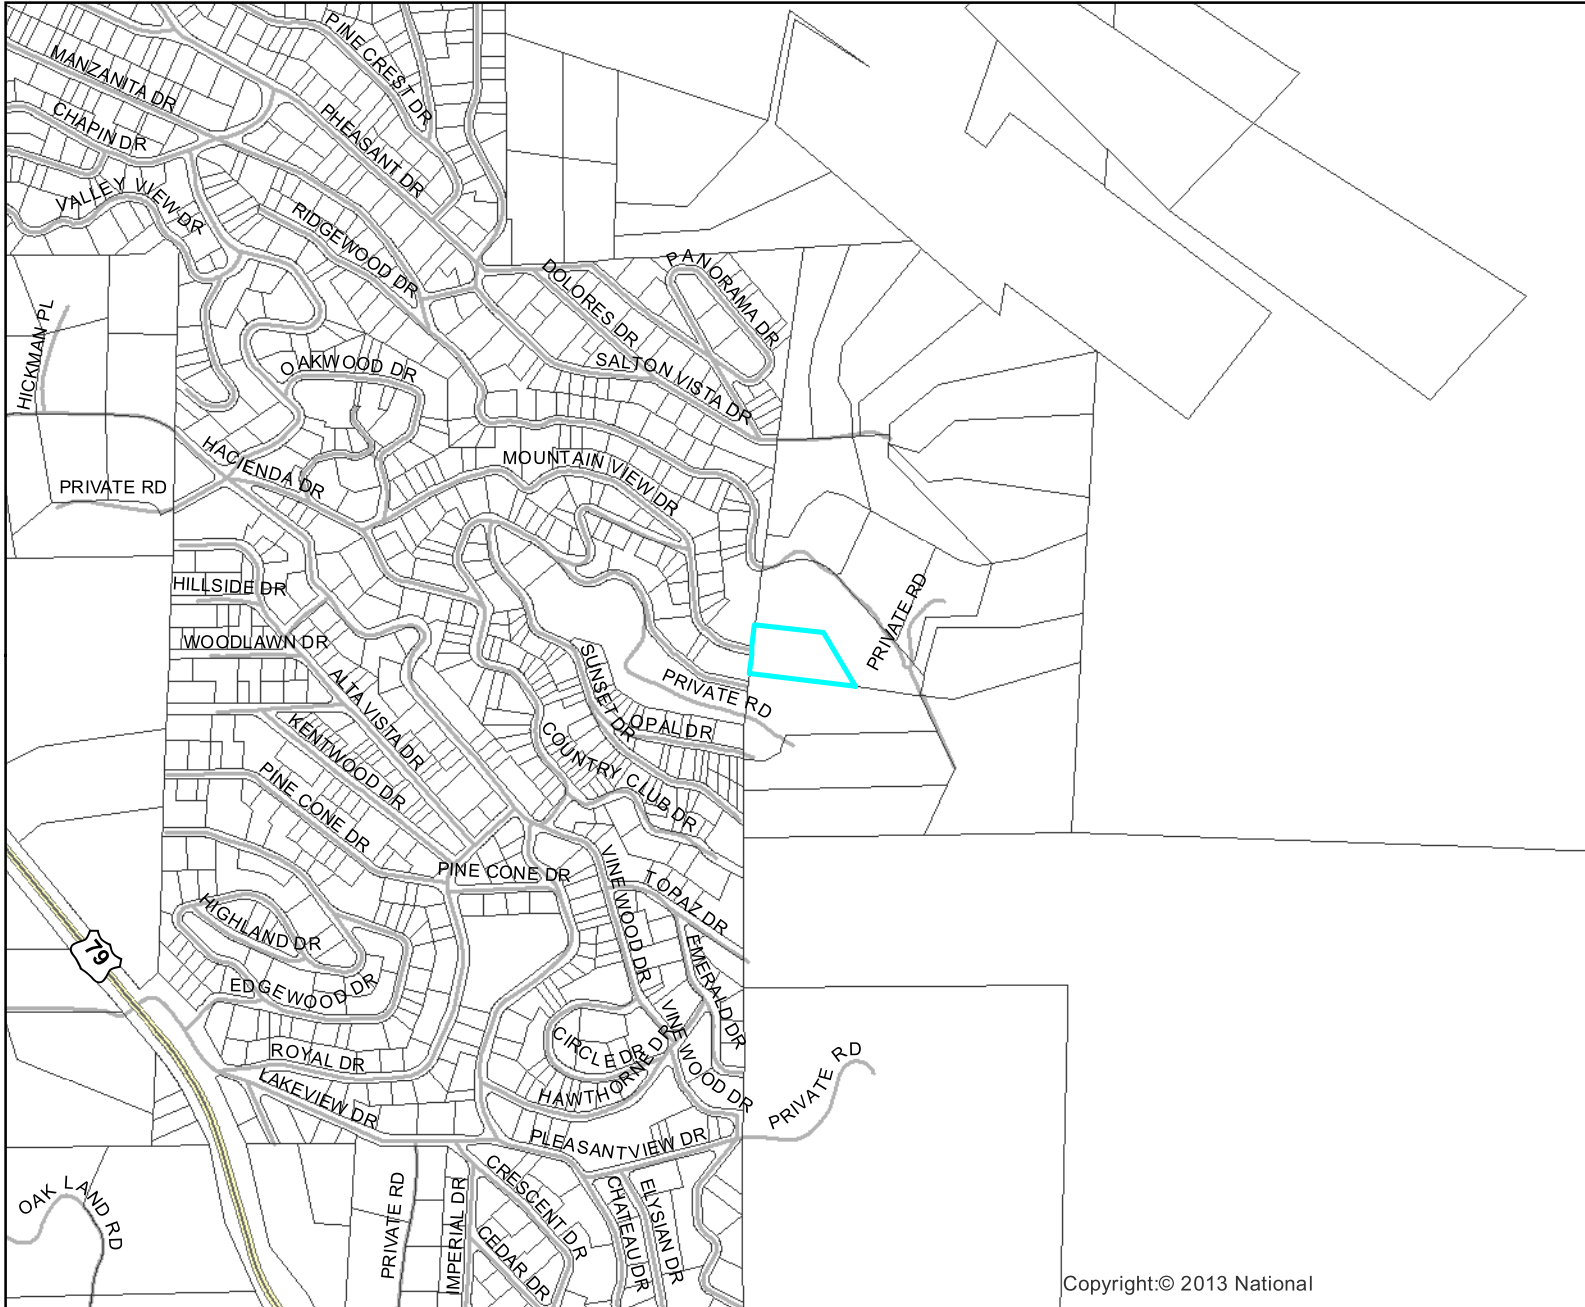 PINE CREST DR
MANZANITA DR
CHAPIN DR
PHEASANT DR
VALLEY VIEW DR
RIDGEWOOD DR
PANORAMA DR
DOLORES DR
HICKMAN PL
OAKWOOD DR
SALTON VISTA DR
HACIENDA DR
MOUNTAIN VIEW DR
PRIVATE RD
HILLSIDE DR
PRIVATE RD
WOODLAWN DR
SUNSET DR
PRIVATE RD
ALTA VISTA DR
OPAL DR
KENTWOOD DR
COUNTRY CLUB DR
PINE CONE DR
PINE CONE DR
VINEWOOD DR
TOPAZ DR
HIGHLAND DR
79
EMERALD DR
EDGEWOOD DR
VINEWOOD DR
CIRCLE DR
ROYAL DR
HAWTHORNE DR
LAKEVIEW DR
PRIVATE RD
PLEASANTVIEW DR
OAK LAND RD
PRIVATE RD
IMPERIAL DR
CRESCENT DR
CEDAR DR
CHATEAU DR
ELYSIAN DR
Copyright:© 2013 National